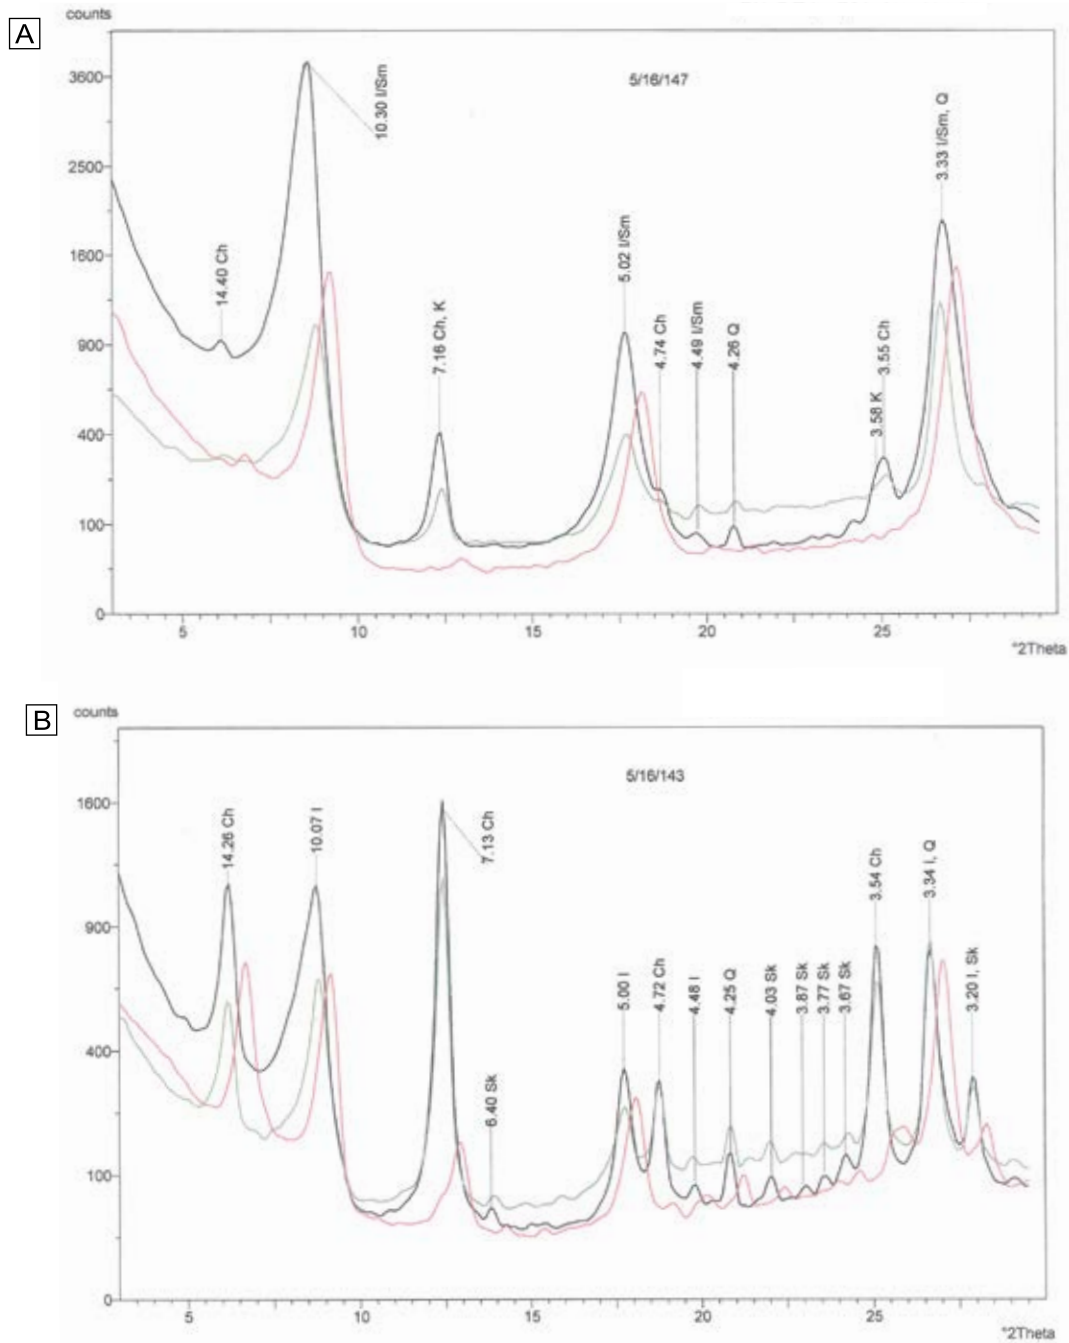 A
counts
5/16/147
3600
2500
1600
900
400
100
0
14.40 Ch
10.30 I/Sm
7.16 Ch, K
5.02 I/Sm
4.74 Ch
4.49 I/Sm
4.26 Q
3.58 K
3.55 Ch
3.33 I/Sm, Q
5 10 15 20 25
°2Theta
B
counts
5/16/143
1600
900
400
100
0
14.26 Ch
10.07 I
7.13 Ch
6.40 Sk
5.00 I
4.72 Ch
4.48 I
4.25 Q
4.03 Sk
3.87 Sk
3.77 Sk
3.67 Sk
3.54 Ch
3.34 I, Q
3.20 I, Sk
5 10 15 20 25
°2Theta